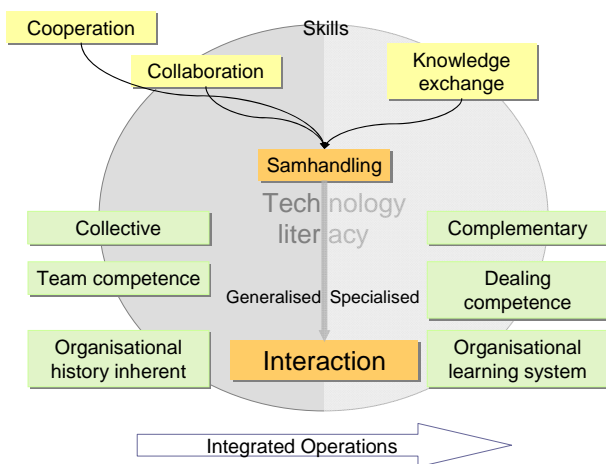 Cooperation
Skills
Collaboration
Knowledge
exchange
Samhandling
Technology
literacy
Collective
Complementary
Team competence
Dealing
competence
Generalised
Specialised
Organisational
history inherent
Interaction
Organisational
learning system
Integrated Operations